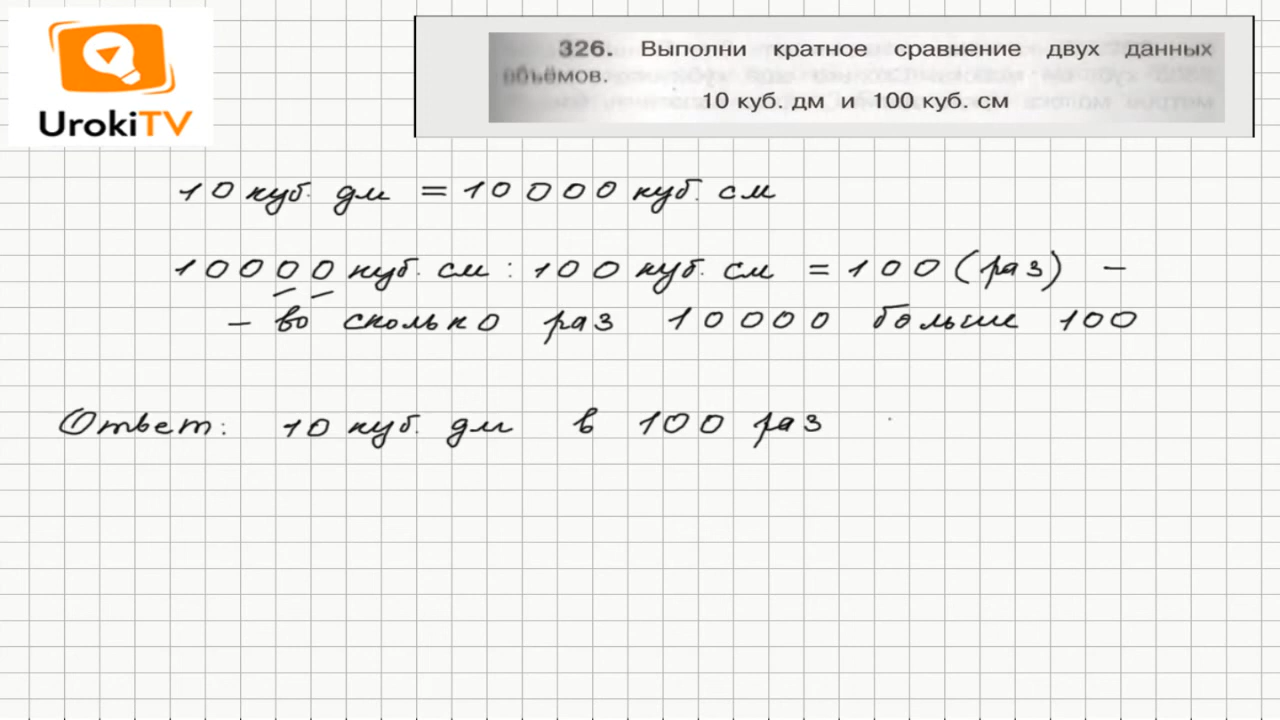 UrokiTV
326. Выполни кратное сравнение двух данных
объёмов.
10 куб. дм и 100 куб. см
10 куб. дм = 10000 куб. см
10000 куб. см : 100 куб. см = 100 (раз) –
– во сколько раз 10000 больше 100
Ответ: 10 куб. дм в 100 раз